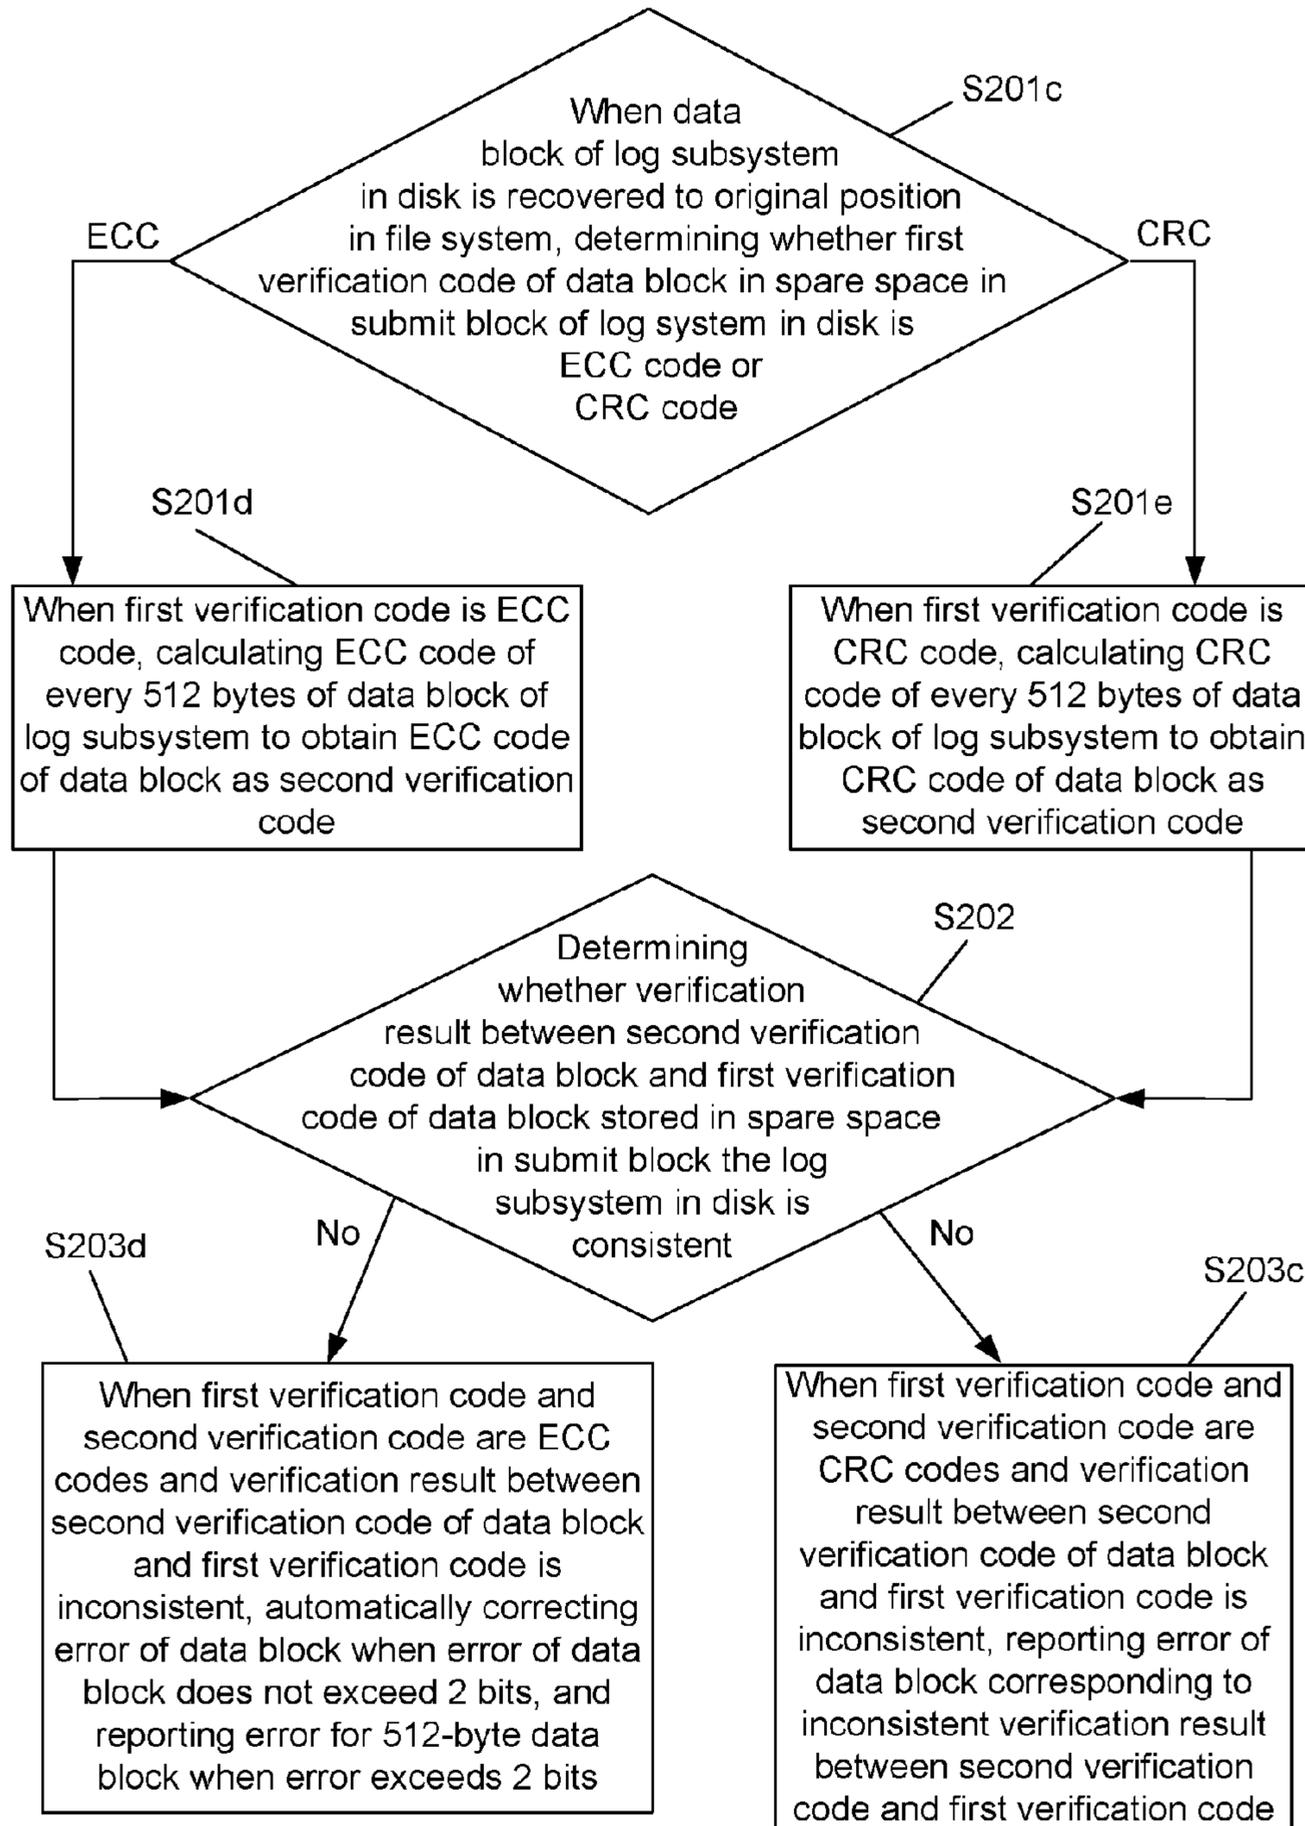 S201c
When data
block of log subsystem
in disk is recovered to original position
in file system, determining whether first
verification code of data block in spare space in
submit block of log system in disk is
ECC code or
CRC code
ECC
CRC
S201d
S201e
When first verification code is ECC
code, calculating ECC code of
every 512 bytes of data block of
log subsystem to obtain ECC code
of data block as second verification
code
When first verification code is
CRC code, calculating CRC
code of every 512 bytes of data
block of log subsystem to obtain
CRC code of data block as
second verification code
S202
Determining
whether verification
result between second verification
code of data block and first verification
code of data block stored in spare space
in submit block the log
subsystem in disk is
consistent
No
No
S203d
S203c
When first verification code and
second verification code are ECC
codes and verification result between
second verification code of data block
and first verification code is
inconsistent, automatically correcting
error of data block when error of data
block does not exceed 2 bits, and
reporting error for 512-byte data
block when error exceeds 2 bits
When first verification code and
second verification code are
CRC codes and verification
result between second
verification code of data block
and first verification code is
inconsistent, reporting error of
data block corresponding to
inconsistent verification result
between second verification
code and first verification code